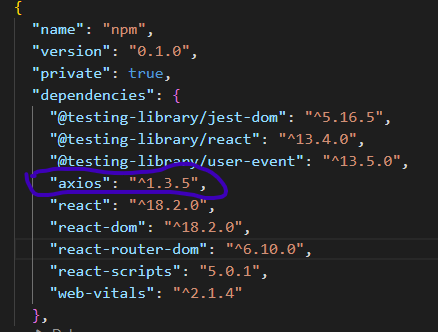 {
"name": "npm",
"version": "0.1.0",
"private": true,
"dependencies": {
"@testing-library/jest-dom": "^5.16.5",
"@testing-library/react": "^13.4.0",
"@testing-library/user-event": "^13.5.0",
"axios": "^1.3.5",
"react": "^18.2.0",
"react-dom": "^18.2.0",
"react-router-dom": "^6.10.0",
"react-scripts": "5.0.1",
"web-vitals": "^2.1.4"
},